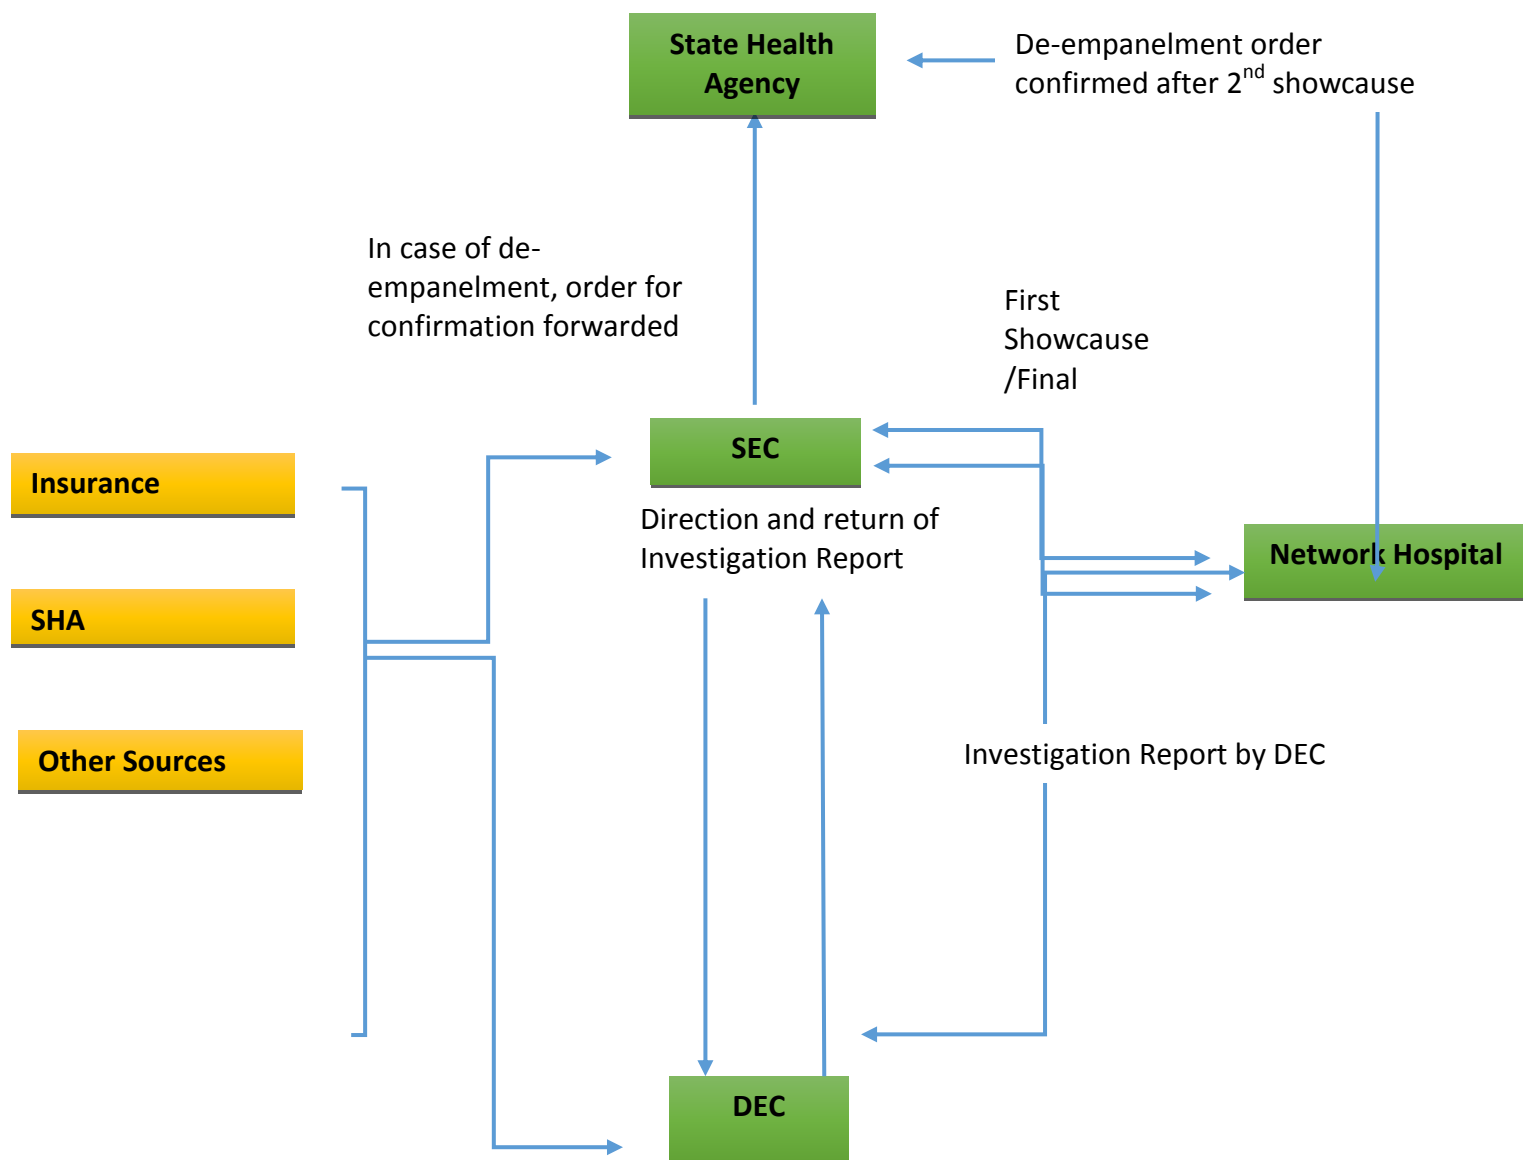 State Health
Agency
De-empanelment order
confirmed after 2nd showcause
In case of de-
empanelment, order for
confirmation forwarded
First
Showcause
/Final
SEC
Insurance
Direction and return of
Investigation Report
Network Hospital
SHA
Other Sources
Investigation Report by DEC
DEC